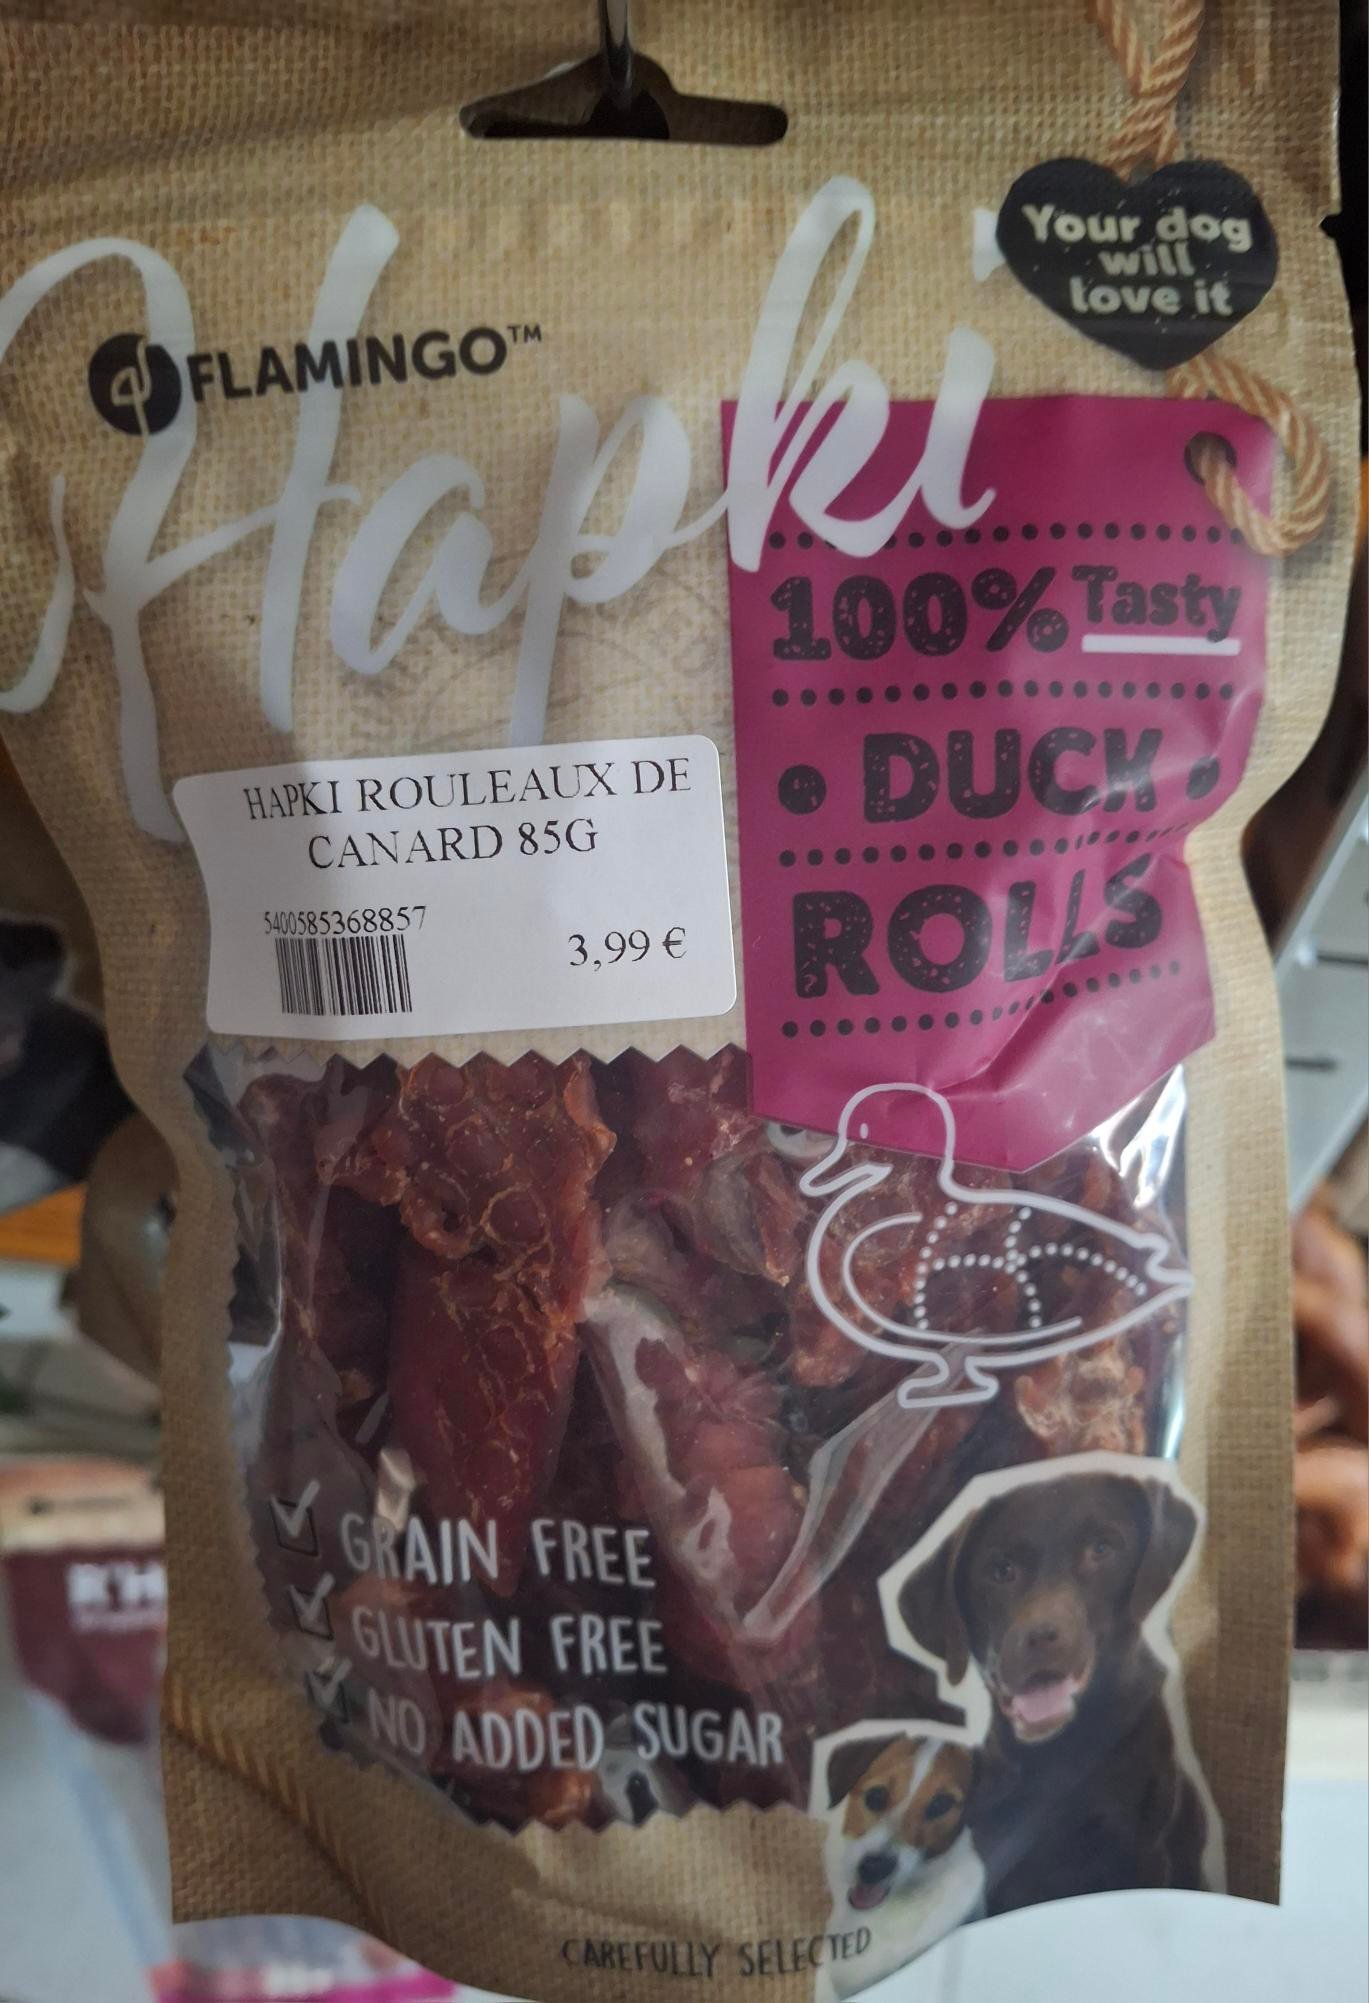 Your dog
will
love it
FLAMINGO™
Hapki
100% Tasty
• DUCK •
ROLLS
HAPKI ROULEAUX DE
CANARD 85G
5400585368857
3,99 €
GRAIN FREE
GLUTEN FREE
NO ADDED SUGAR
CAREFULLY SELECTED